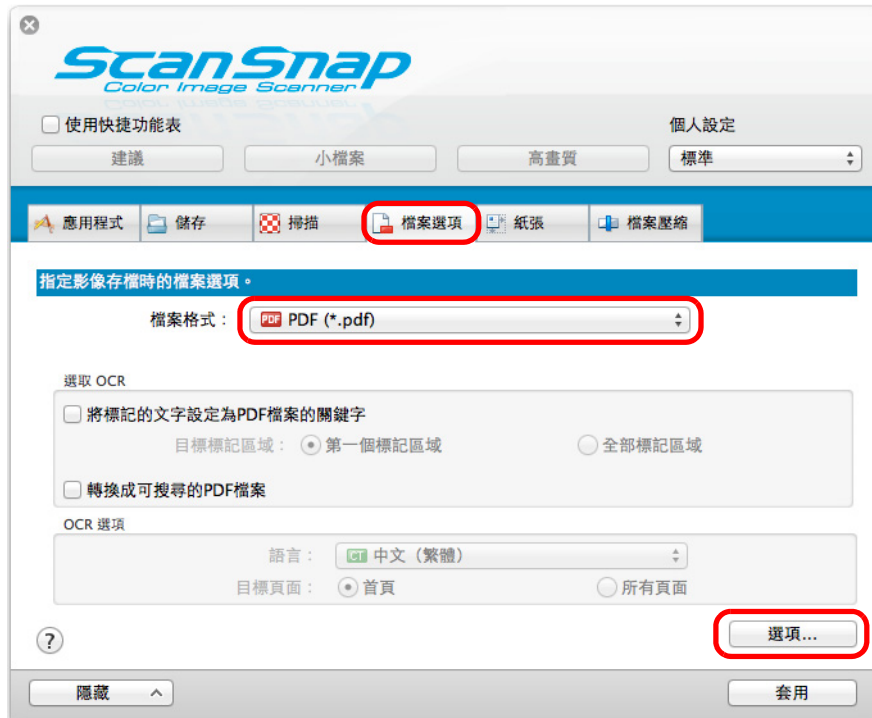 ScanSnap
Color Image Scanner
使用快捷功能表
個人設定
建議 小檔案 高畫質 標準
應用程式 儲存 掃描 檔案選項 紙張 檔案壓縮
指定影像存檔時的檔案選項。
檔案格式： PDF PDF (*.pdf)
選取 OCR
將標記的文字設定為PDF檔案的關鍵字
目標標記區域： 第一個標記區域 全部標記區域
轉換成可搜尋的PDF檔案
OCR 選項
語言： CT 中文（繁體）
目標頁面： 首頁 所有頁面
? 選項...
隱藏 套用